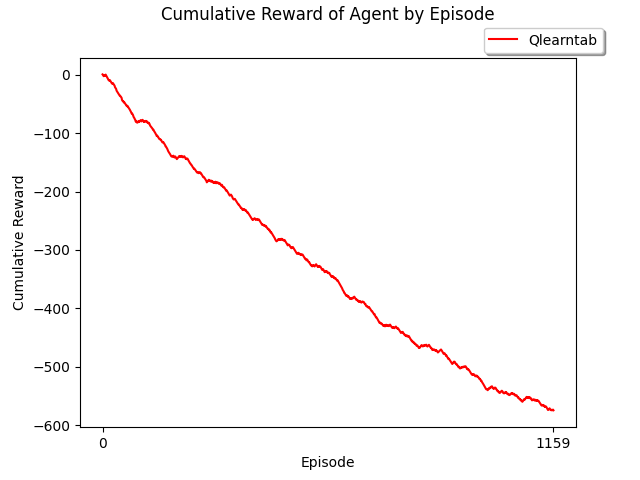 Cumulative Reward of Agent by Episode
Qlearntab
0
−100
−200
−300
−400
−500
−600
Cumulative Reward
0
1159
Episode